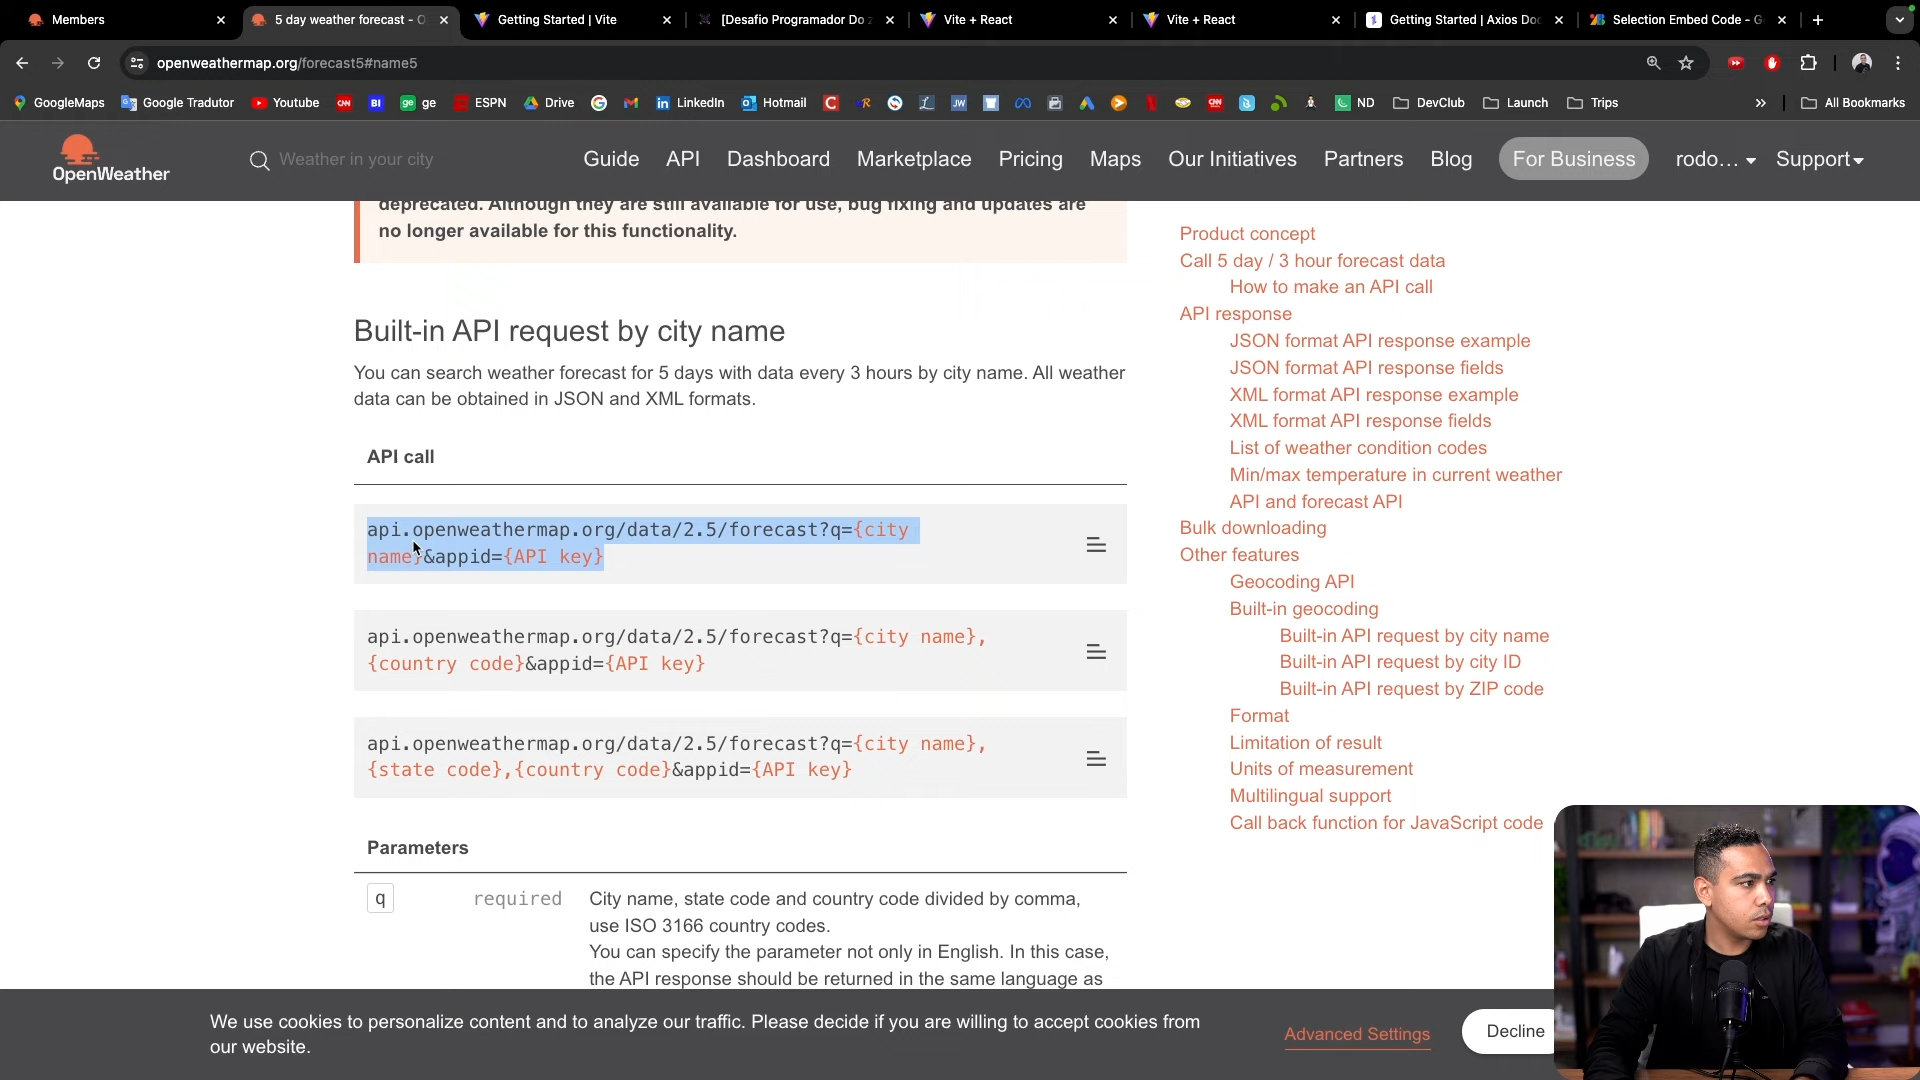 Members
5 day weather forecast - O
Getting Started | Vite
[Desafio Programador Do z
Vite + React
Vite + React
Getting Started | Axios Doc
Selection Embed Code - G
openweathermap.org/forecast5#name5
GoogleMaps
Google Tradutor
Youtube
CNN
BI
ge
ge
ESPN
Drive
LinkedIn
Hotmail
JW
ND
DevClub
Launch
Trips
All Bookmarks
OpenWeather
Weather in your city
Guide
API
Dashboard
Marketplace
Pricing
Maps
Our Initiatives
Partners
Blog
For Business
rodo...
Support
deprecated. Although they are still available for use, bug fixing and updates are
no longer available for this functionality.
Built-in API request by city name
You can search weather forecast for 5 days with data every 3 hours by city name. All weather
data can be obtained in JSON and XML formats.
API call
api.openweathermap.org/data/2.5/forecast?q={city
name}&appid={API key}
api.openweathermap.org/data/2.5/forecast?q={city name},
{country code}&appid={API key}
api.openweathermap.org/data/2.5/forecast?q={city name},
{state code},{country code}&appid={API key}
Parameters
q
required
City name, state code and country code divided by comma,
use ISO 3166 country codes.
You can specify the parameter not only in English. In this case,
the API response should be returned in the same language as
Product concept
Call 5 day / 3 hour forecast data
How to make an API call
API response
JSON format API response example
JSON format API response fields
XML format API response example
XML format API response fields
List of weather condition codes
Min/max temperature in current weather
API and forecast API
Bulk downloading
Other features
Geocoding API
Built-in geocoding
Built-in API request by city name
Built-in API request by city ID
Built-in API request by ZIP code
Format
Limitation of result
Units of measurement
Multilingual support
Call back function for JavaScript code
We use cookies to personalize content and to analyze our traffic. Please decide if you are willing to accept cookies from
our website.
Advanced Settings
Decline